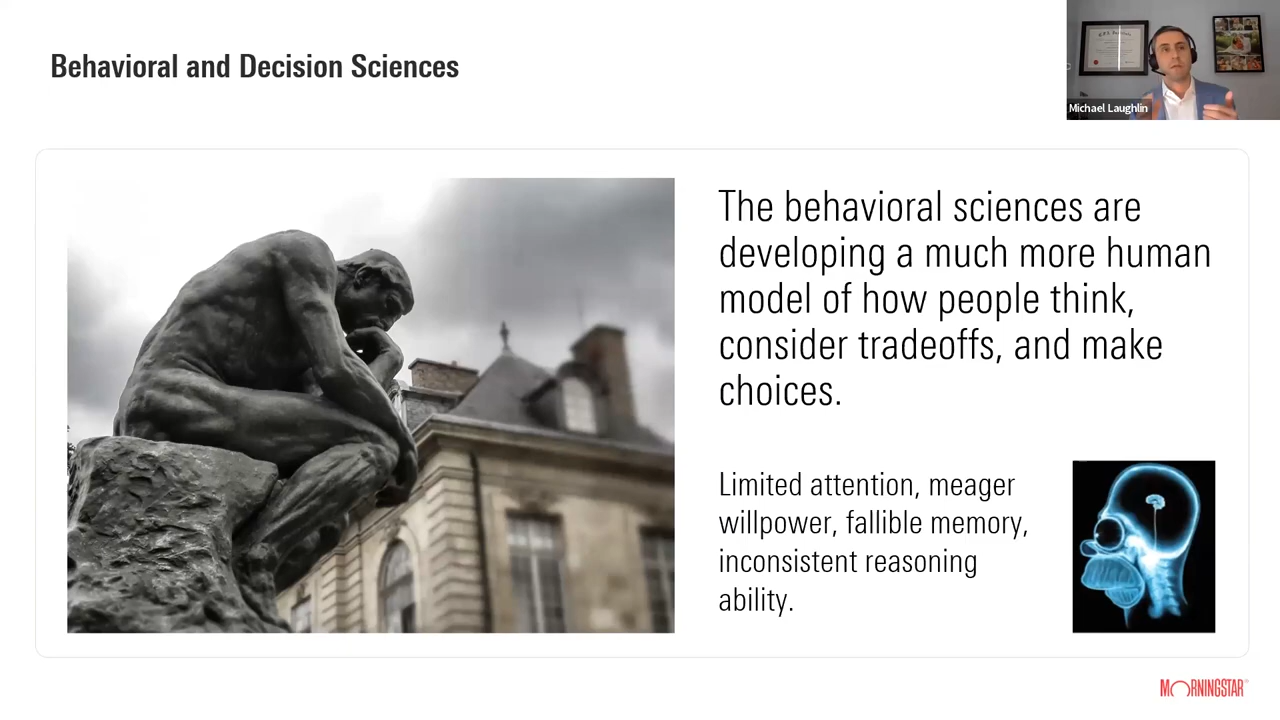 Behavioral and Decision Sciences
Michael Laughlin
The behavioral sciences are
developing a much more human
model of how people think,
consider tradeoffs, and make
choices.
Limited attention, meager
willpower, fallible memory,
inconsistent reasoning
ability.
MORNINGSTAR®